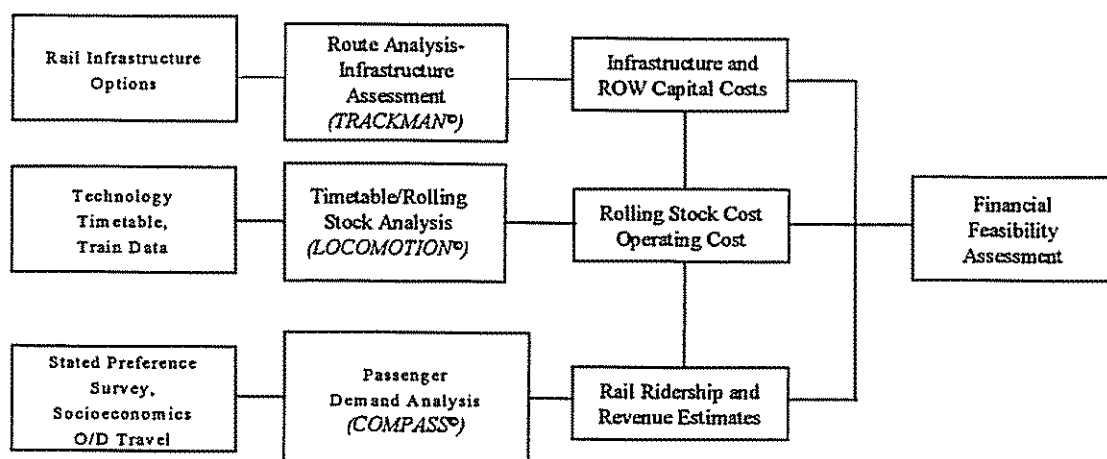 Rail Infrastructure
Options
Route Analysis-
Infrastructure
Assessment
(TRACKMAN©)
Infrastructure and
ROW Capital Costs
Technology
Timetable,
Train Data
Timetable/Rolling
Stock Analysis
(LOCOMOTION©)
Rolling Stock Cost
Operating Cost
Financial
Feasibility
Assessment
Stated Preference
Survey,
Socioeconomics
O/D Travel
Passenger
Demand Analysis
(COMPASS©)
Rail Ridership and
Revenue Estimates